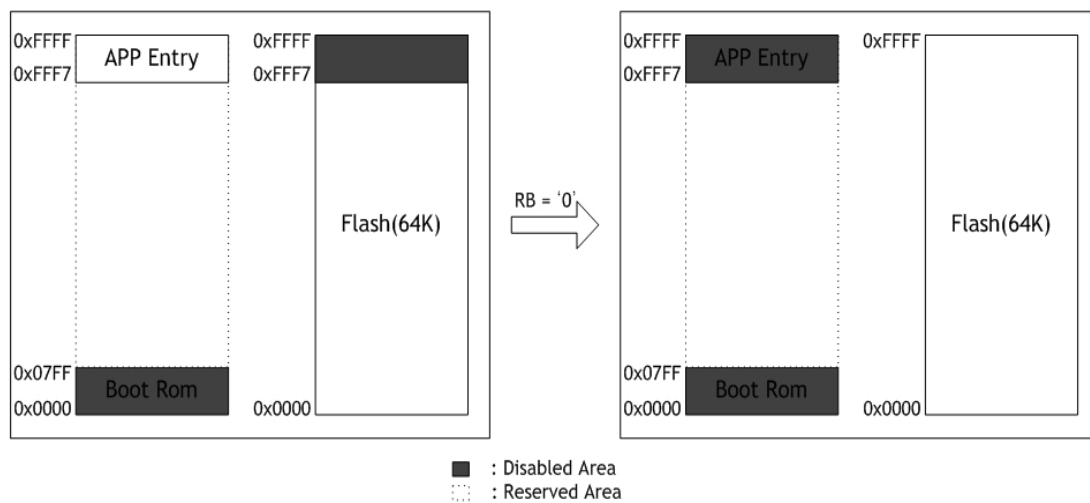 0xFFFF
APP Entry
0xFFF7
0x07FF
Boot Rom
0x0000
0xFFFF
0xFFF7
Flash(64K)
0x0000
RB = ‘0’
0xFFFF
APP Entry
0xFFF7
0x07FF
Boot Rom
0x0000
0xFFFF
Flash(64K)
0x0000
: Disabled Area
: Reserved Area